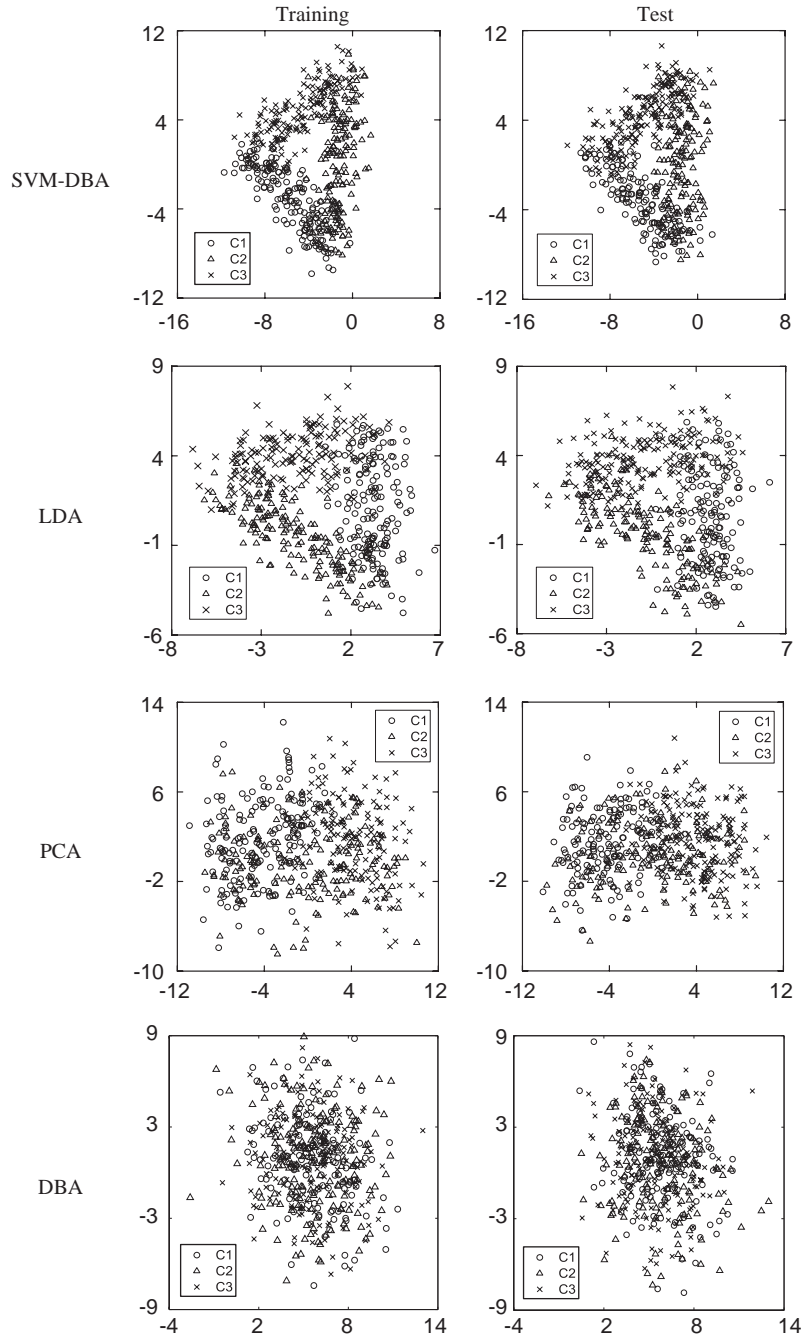 Training Test
SVM-DBA
12
4
-4
-12
-16 -8 0 8
C1
C2
C3
12
4
-4
-12
-16 -8 0 8
C1
C2
C3
LDA
9
4
-1
-6
-8 -3 2 7
C1
C2
C3
9
4
-1
-6
-8 -3 2 7
C1
C2
C3
PCA
14
6
-2
-10
-12 -4 4 12
C1
C2
C3
14
6
-2
-10
-12 -4 4 12
C1
C2
C3
DBA
9
3
-3
-9
-4 2 8 14
C1
C2
C3
9
3
-3
-9
-4 2 8 14
C1
C2
C3